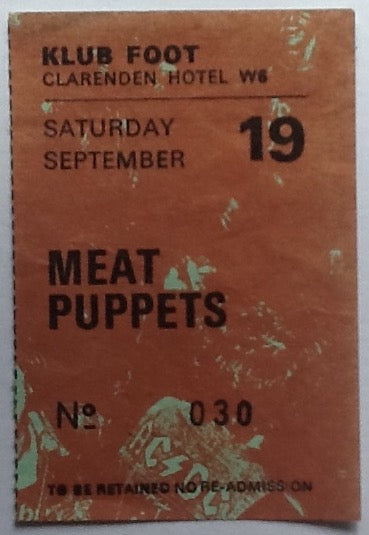 KLUB FOOT
CLARENDEN HOTEL W6
SATURDAY
SEPTEMBER 19
MEAT
PUPPETS
Nº 030
TO BE RETAINED NO RE-ADMISSION